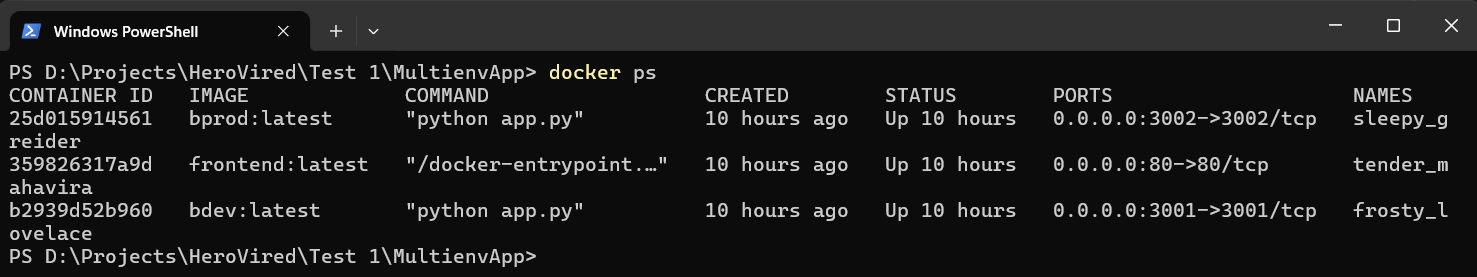 Windows PowerShell
PS D:\Projects\HeroVired\Test 1\MultienvApp> docker ps
CONTAINER ID   IMAGE             COMMAND                  CREATED        STATUS        PORTS                    NAMES
25d015914561   bprod:latest      "python app.py"          10 hours ago   Up 10 hours   0.0.0.0:3002->3002/tcp   sleepy_g
reider
359826317a9d   frontend:latest   "/docker-entrypoint.…"   10 hours ago   Up 10 hours   0.0.0.0:80->80/tcp       tender_m
ahavira
b2939d52b960   bdev:latest       "python app.py"          10 hours ago   Up 10 hours   0.0.0.0:3001->3001/tcp   frosty_l
ovelace
PS D:\Projects\HeroVired\Test 1\MultienvApp>